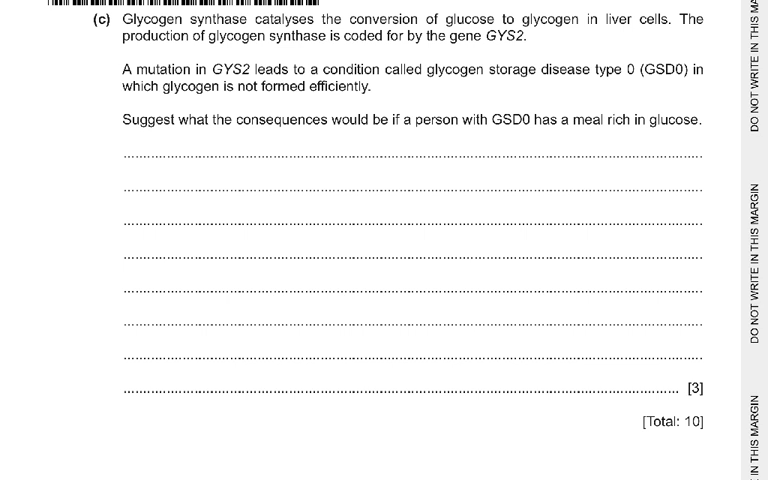 (c) Glycogen synthase catalyses the conversion of glucose to glycogen in liver cells. The
production of glycogen synthase is coded for by the gene GYS2.
A mutation in GYS2 leads to a condition called glycogen storage disease type 0 (GSD0) in
which glycogen is not formed efficiently.
Suggest what the consequences would be if a person with GSD0 has a meal rich in glucose.
[3]
[Total: 10]
DO NOT WRITE IN THIS MA
DO NOT WRITE IN THIS MARGIN
IN THIS MARGIN